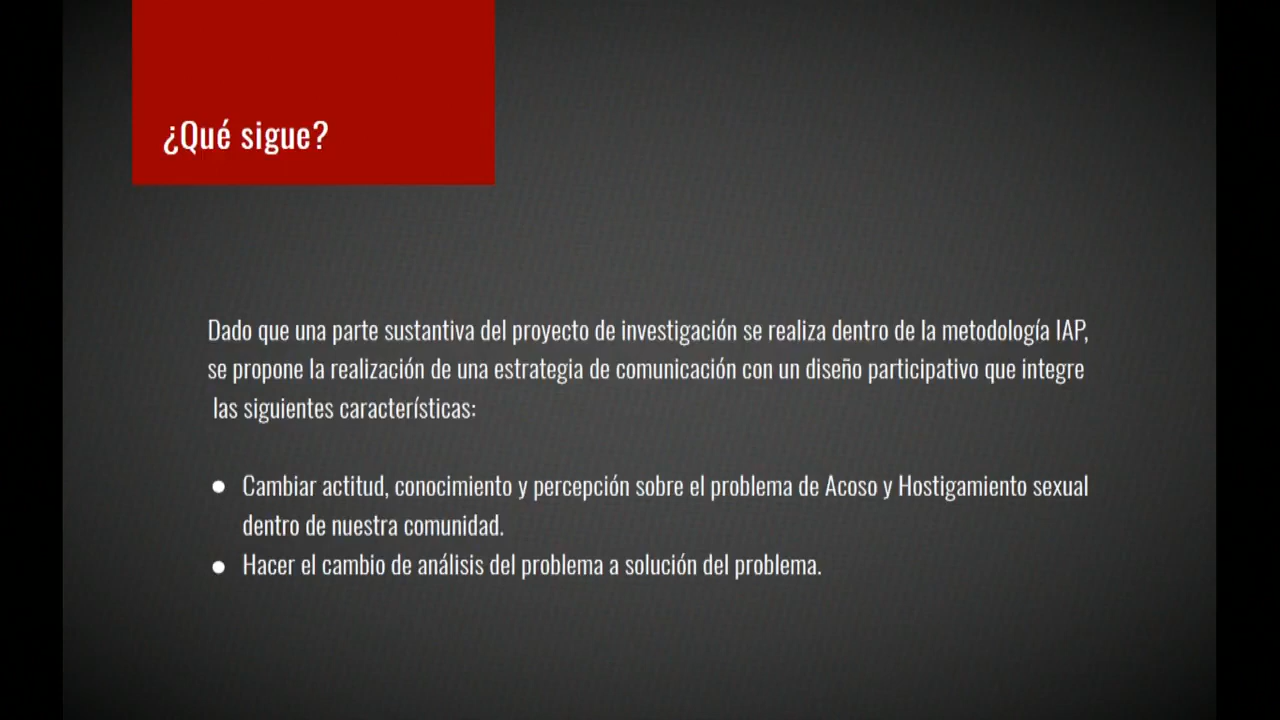 ¿Qué sigue?
Dado que una parte sustantiva del proyecto de investigación se realiza dentro de la metodología IAP,
se propone la realización de una estrategia de comunicación con un diseño participativo que integre
las siguientes características:
● Cambiar actitud, conocimiento y percepción sobre el problema de Acoso y Hostigamiento sexual
dentro de nuestra comunidad.
● Hacer el cambio de análisis del problema a solución del problema.